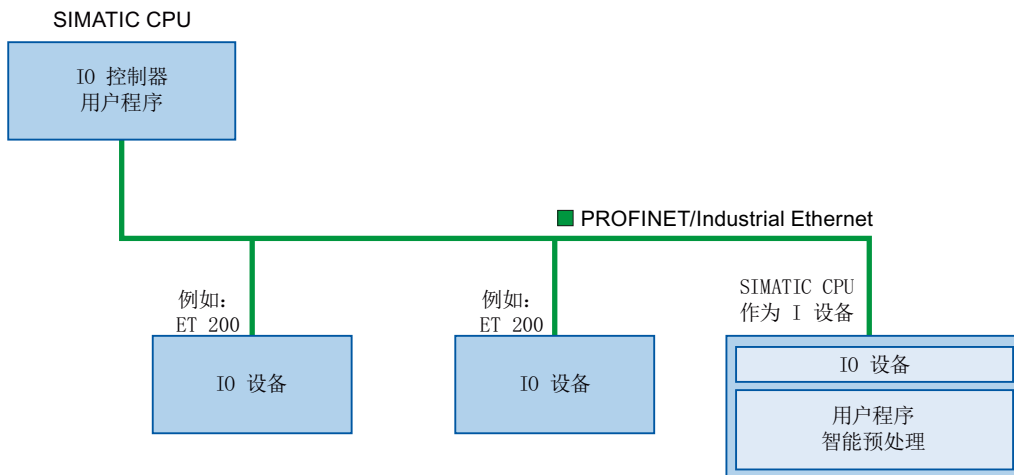 SIMATIC CPU
IO 控制器
用户程序
PROFINET/Industrial Ethernet
例如:
ET 200
例如:
ET 200
SIMATIC CPU
作为 I 设备
IO 设备
IO 设备
IO 设备
用户程序
智能预处理